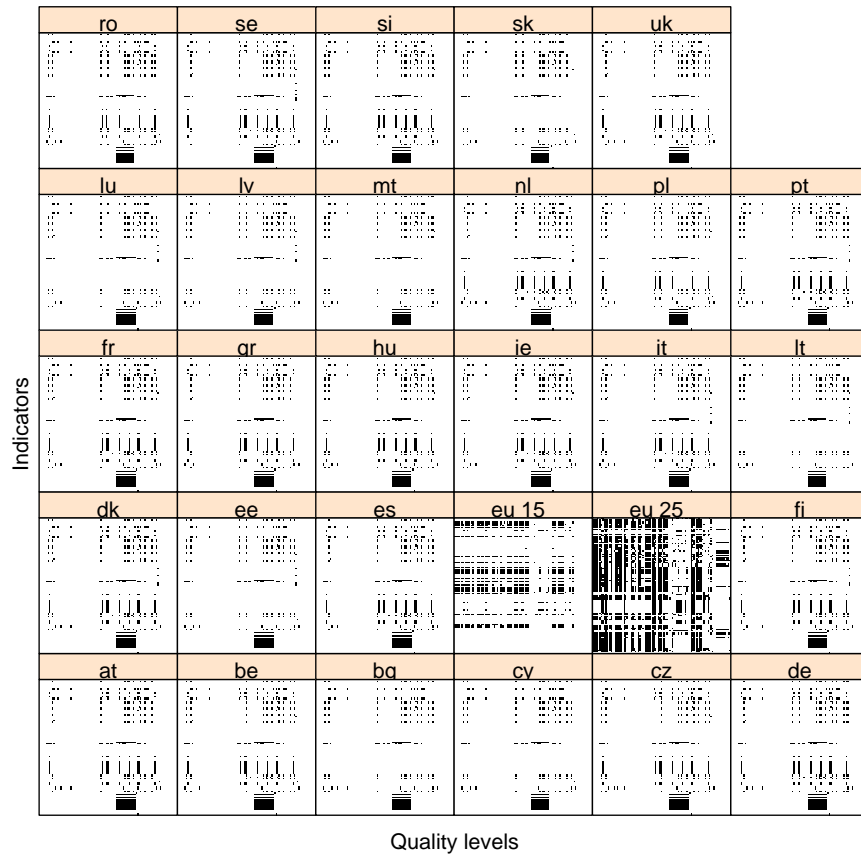 ro se si sk uk
lu lv mt nl pl pt
fr gr hu ie it lt
dk ee es eu 15 eu 25 fi
at be bg cy cz de
Indicators
Quality levels